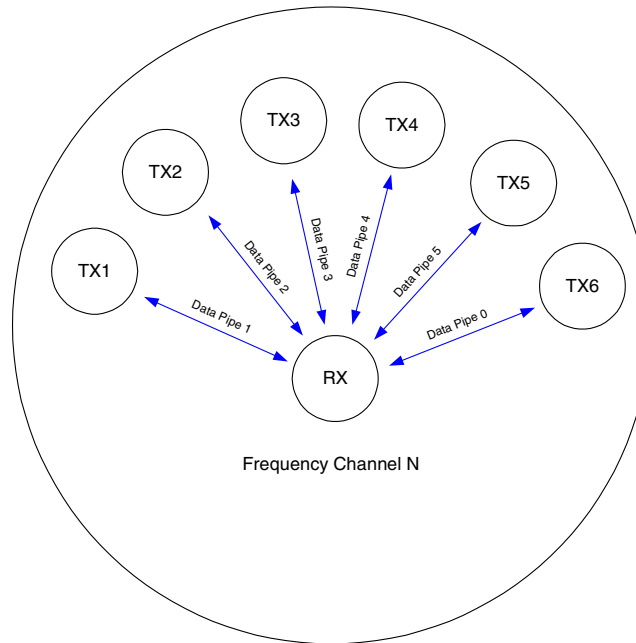 TX3
TX4
TX2
TX5
TX1
TX6
Data Pipe 1
Data Pipe 2
Data Pipe 3
Data Pipe 4
Data Pipe 5
Data Pipe 0
RX
Frequency Channel N